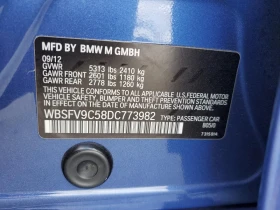 MFD BY BMW M GMBH
09/12
GVWR 5313 lbs 2410 kg
GAWR FRONT 2601 lbs 1180 kg
GAWR REAR 2778 lbs 1260 kg
THIS VEHICLE CONFORMS TO ALL
APPLICABLE U.S. FEDERAL MOTOR
VEHICLE SAFETY, BUMPER, AND
THEFT PREVENTION STANDARDS
IN EFFECT ON THE DATE OF
MANUFACTURE SHOWN ABOVE.
WBSFV9C58DC773982
TYPE: PASSENGER CAR